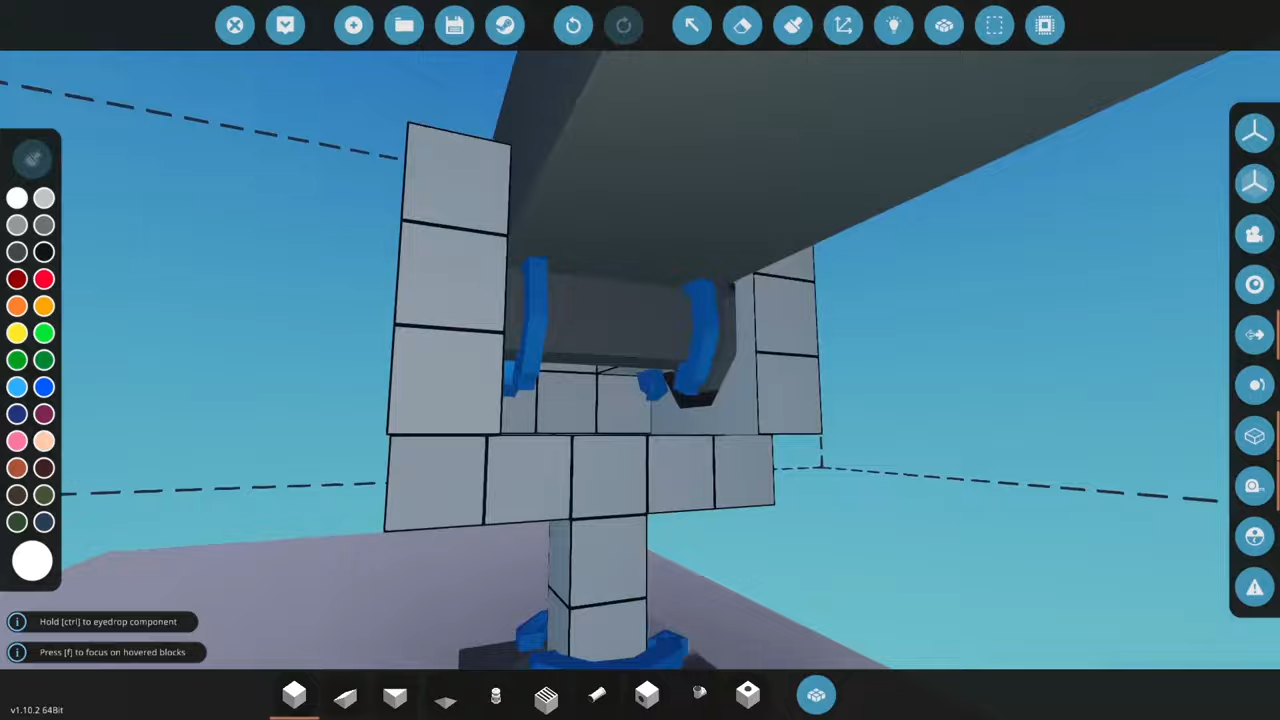 Hold [ctrl] to eyedrop component
Press [f] to focus on hovered blocks
v1.10.2 64Bit